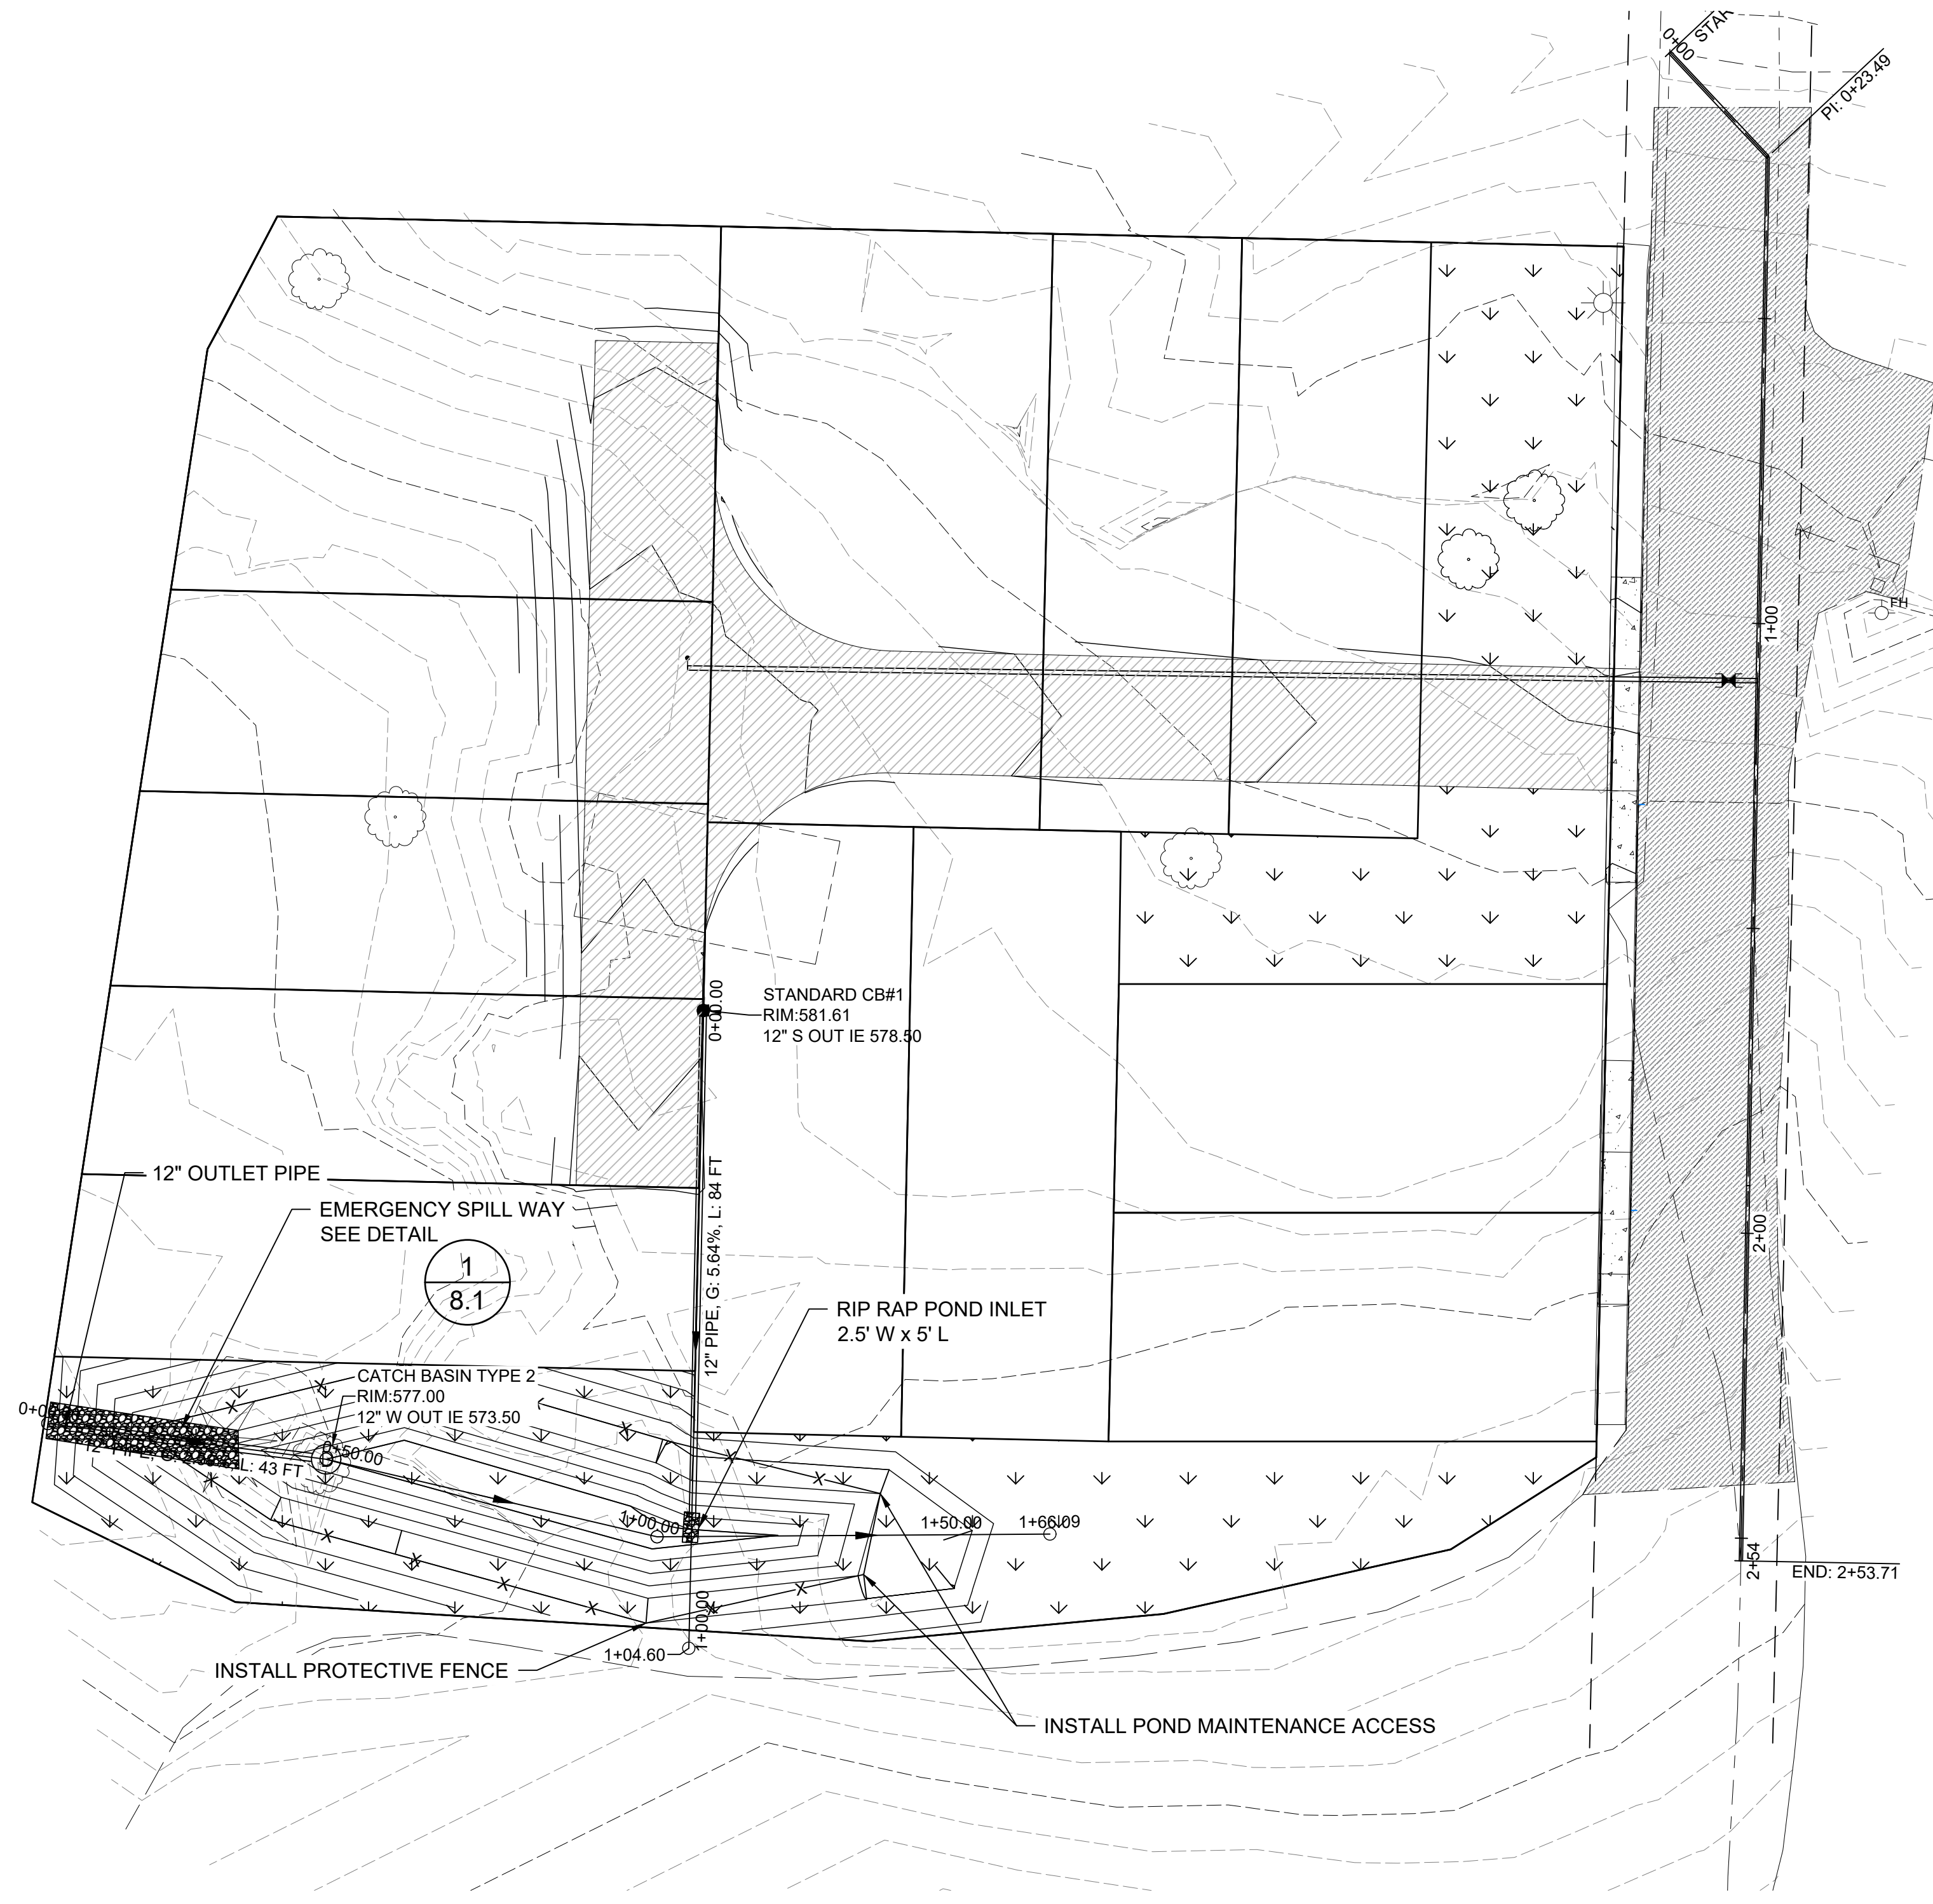 0+00 STAR
PI: 0+23.49
FH
1+00
STANDARD CB#1
RIM:581.61
12" S OUT IE 578.50
0+00.00
12" PIPE, G: 5.64%, L: 84 FT
12" OUTLET PIPE
EMERGENCY SPILL WAY
SEE DETAIL
1
8.1
2+00
RIP RAP POND INLET
2.5' W x 5' L
CATCH BASIN TYPE 2
RIM:577.00
12" W OUT IE 573.50
0+50.00
L: 43 FT
1+00.00
1+50.00
1+66.09
2+54
END: 2+53.71
1+00.00
1+04.60
INSTALL PROTECTIVE FENCE
INSTALL POND MAINTENANCE ACCESS